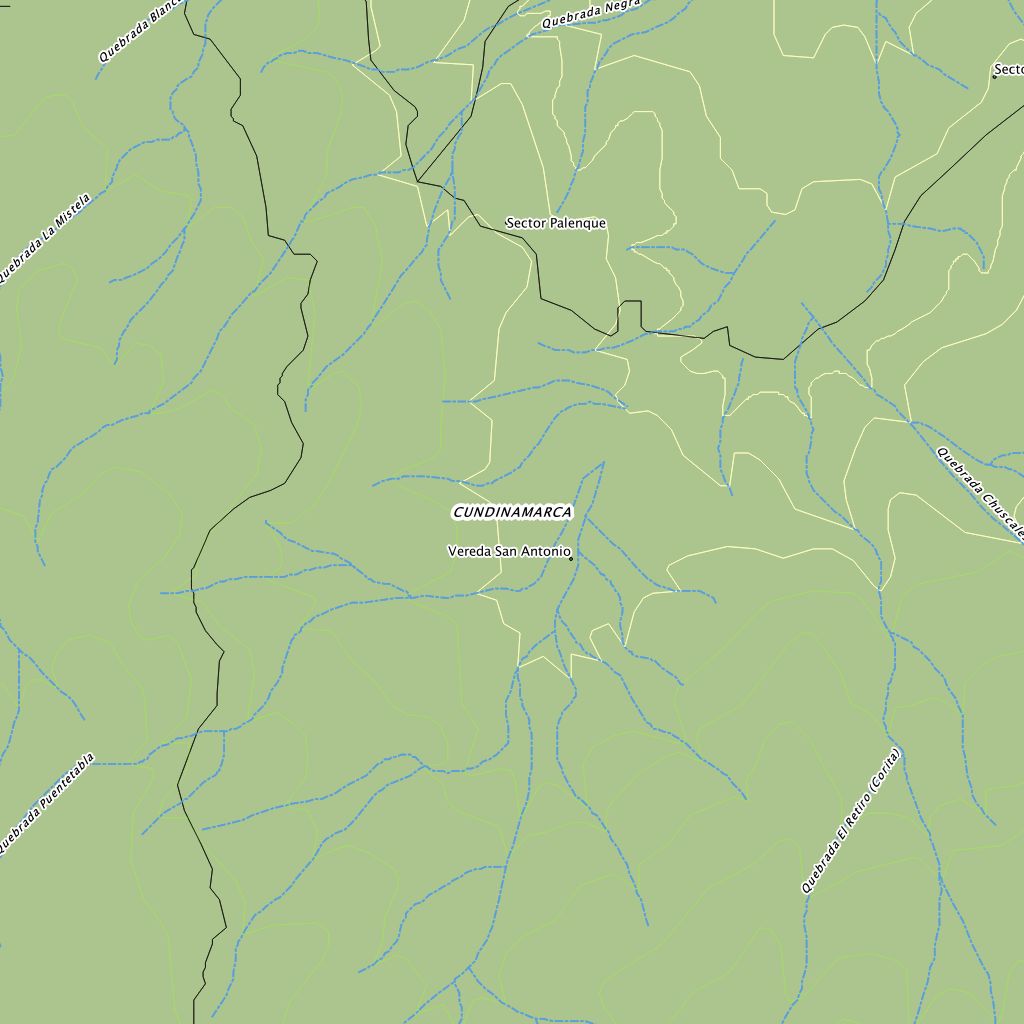 Quebrada Blanca
Quebrada Negra
Quebrada La Mistela
Sector Palenque
Quebrada Chuscales
CUNDINAMARCA
Vereda San Antonio
Quebrada Puentetabla
Quebrada El Retiro (Corita)